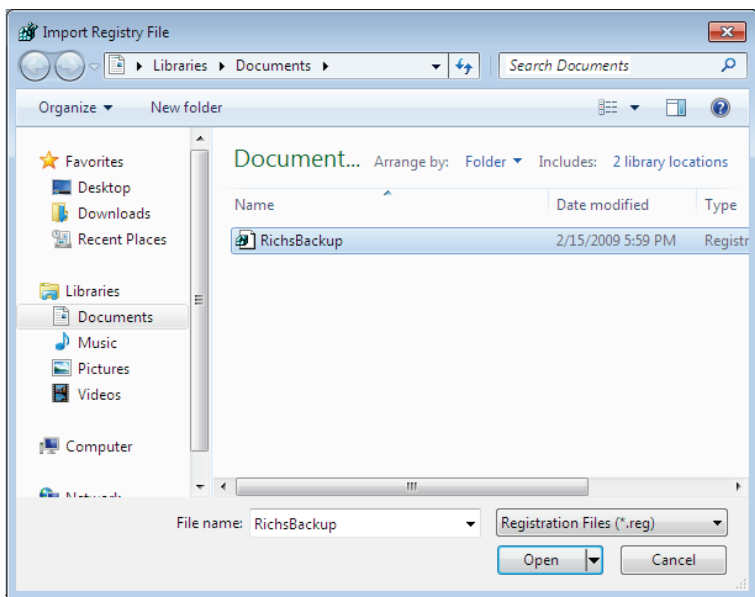 Import Registry File
Libraries Documents
Search Documents
Organize New folder
Favorites
Desktop
Downloads
Recent Places
Libraries
Documents
Music
Pictures
Videos
Computer
Document... Arrange by: Folder Includes: 2 library locations
Name Date modified Type
RichsBackup 2/15/2009 5:59 PM Registr
File name: RichsBackup Registration Files (*.reg)
Open Cancel